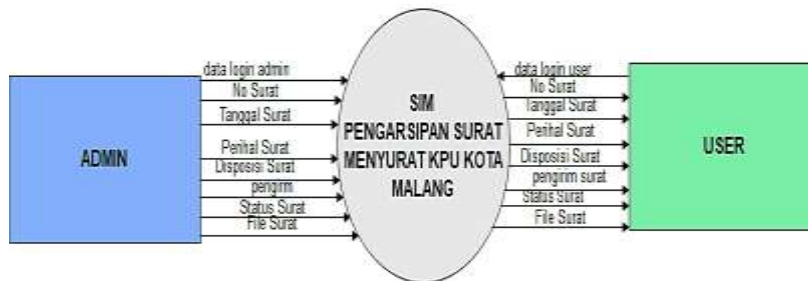 ADMIN
data login admin
No Surat
Tanggal Surat
Perihal Surat
Disposisi Surat
pengirm
Status Surat
File Surat
SIM
PENGARSIPAN SURAT
MENYURAT KPU KOTA
MALANG
data login user
No Surat
Tanggal Surat
Perihal Surat
Disposisi Surat
pengirim surat
Status Surat
File Surat
USER